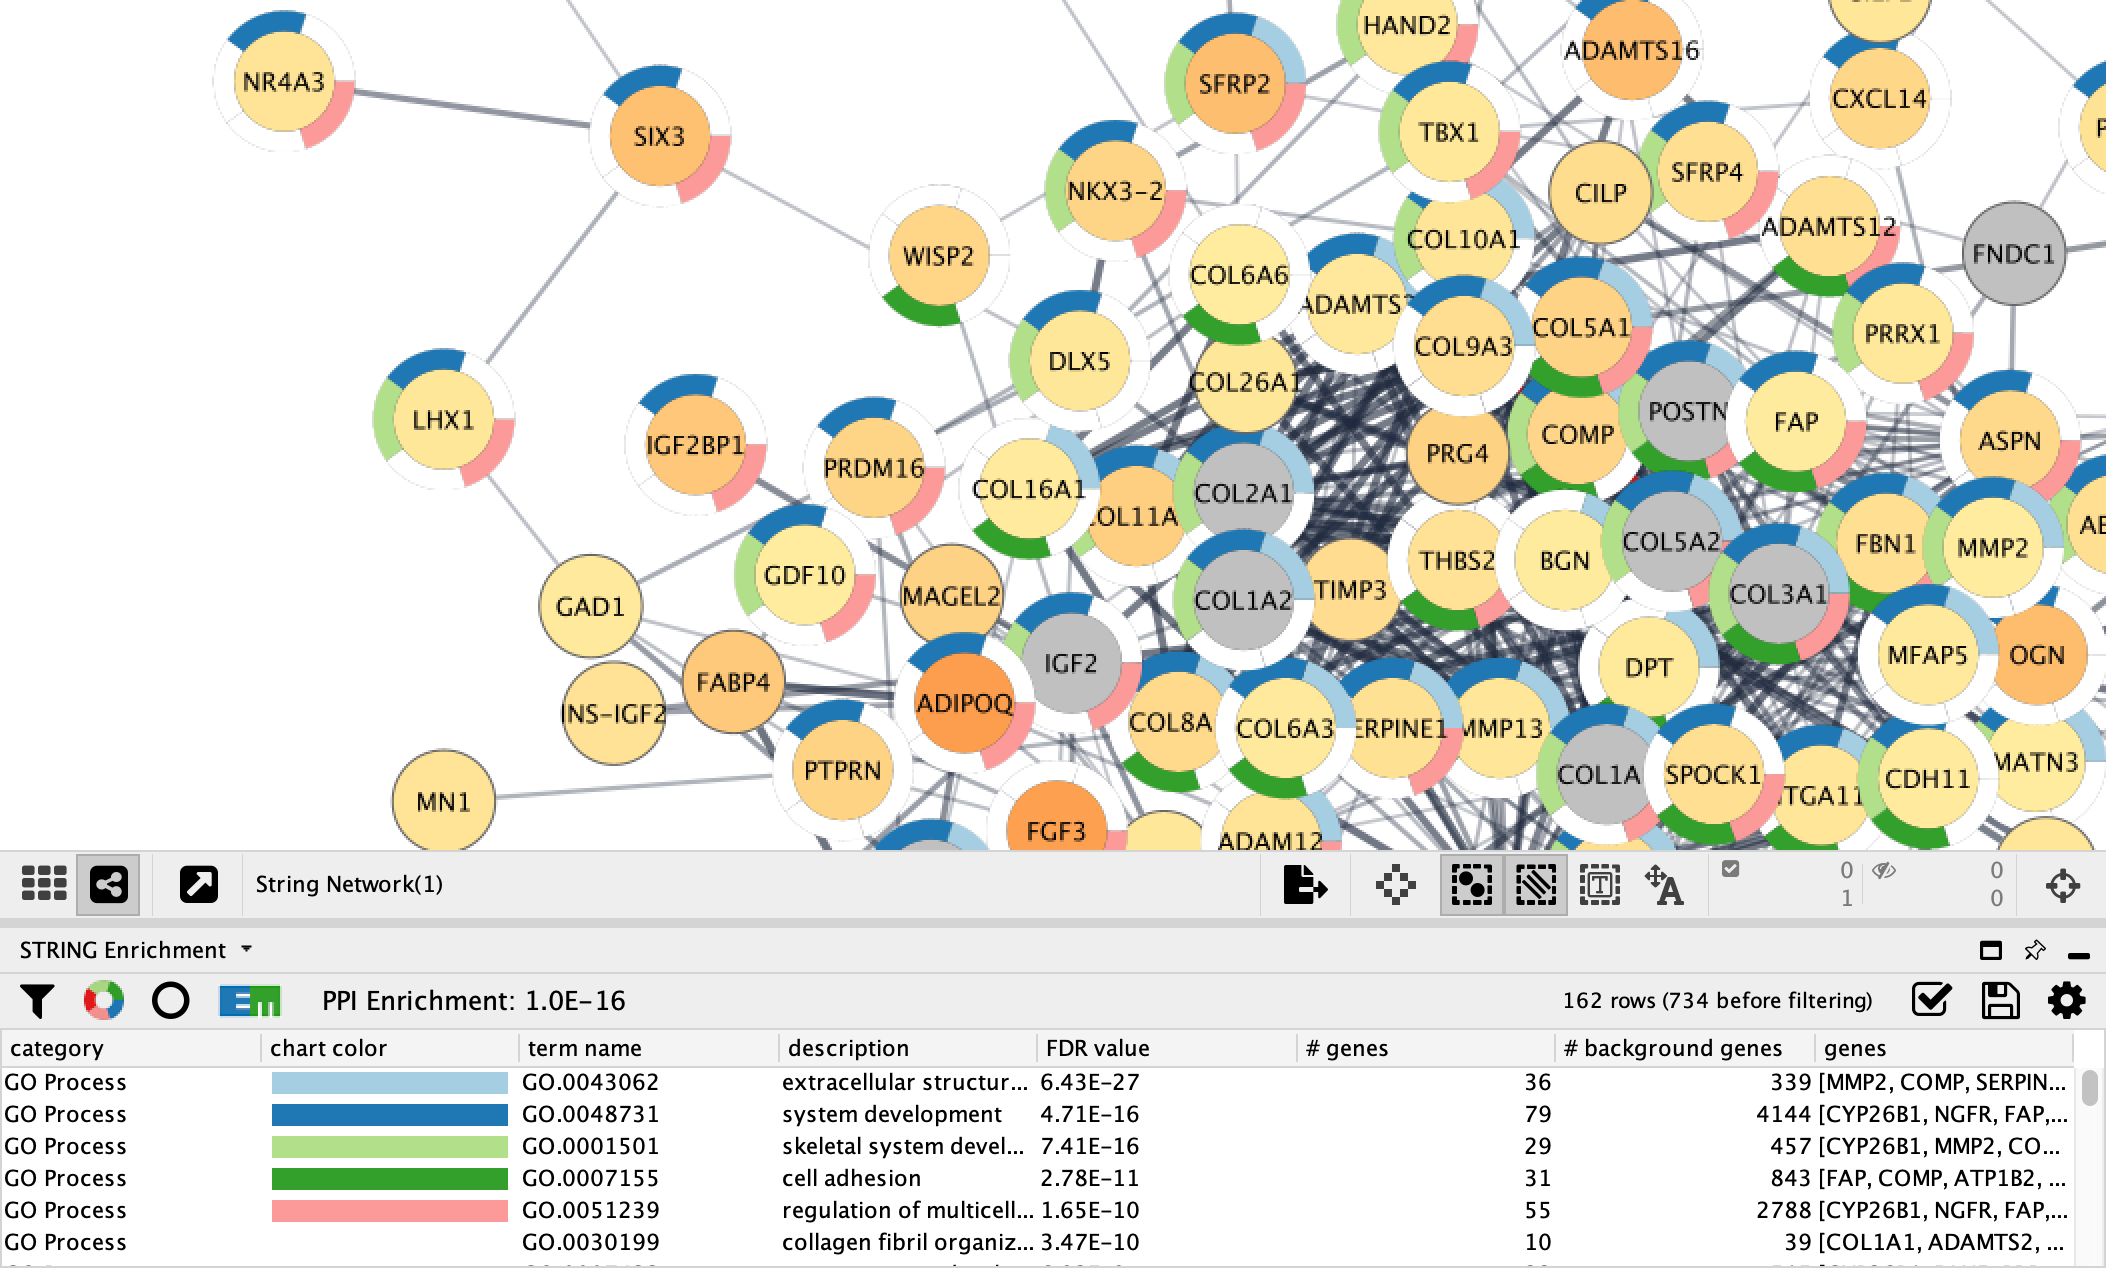 HAND2
ADAMTS16
NR4A3
SFRP2
CXCL14
SIX3
TBX1
SFRP4
NKX3-2
CILP
ADAMTS12
COL10A1
FNDC1
WISP2
COL6A6
ADAMTS
COL5A1
COL9A3
PRRX1
DLX5
COL26A1
POSTN
LHX1
FAP
COMP
ASPN
IGF2BP1
PRG4
PRDM16
COL16A1
COL2A1
OL11A
COL5A2
FBN1
MMP2
THBS2
BGN
GDF10
TIMP3
COL3A1
MAGEL2
COL1A2
GAD1
MFAP5
OGN
IGF2
DPT
FABP4
ADIPOQ
INS-IGF2
COL8A
COL6A3
ERPINE1
MMP13
MATN3
PTPRN
COL1A
SPOCK1
CDH11
TGA11
MN1
FGF3
ADAM12
String Network(1)
0
1
0
0
STRING Enrichment
PPI Enrichment: 1.0E-16
162 rows (734 before filtering)
category chart color term name description FDR value # genes # background genes genes
GO Process GO.0043062 extracellular structur... 6.43E-27 36 339 [MMP2, COMP, SERPIN...
GO Process GO.0048731 system development 4.71E-16 79 4144 [CYP26B1, NGFR, FAP,...
GO Process GO.0001501 skeletal system devel... 7.41E-16 29 457 [CYP26B1, MMP2, CO...
GO Process GO.0007155 cell adhesion 2.78E-11 31 843 [FAP, COMP, ATP1B2, ...
GO Process GO.0051239 regulation of multicell... 1.65E-10 55 2788 [CYP26B1, NGFR, FAP,...
GO Process GO.0030199 collagen fibril organiz... 3.47E-10 10 39 [COL1A1, ADAMTS2, ...